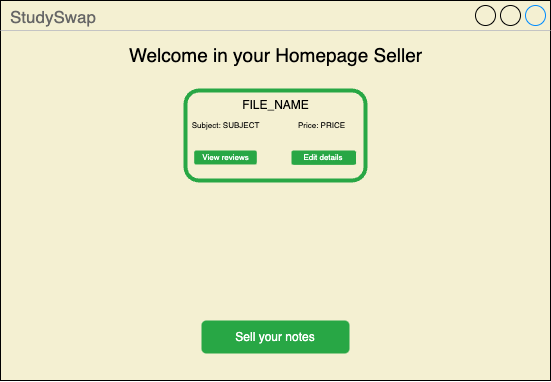 StudySwap
Welcome in your Homepage Seller
FILE_NAME
Subject: SUBJECT Price: PRICE
View reviews Edit details
Sell your notes